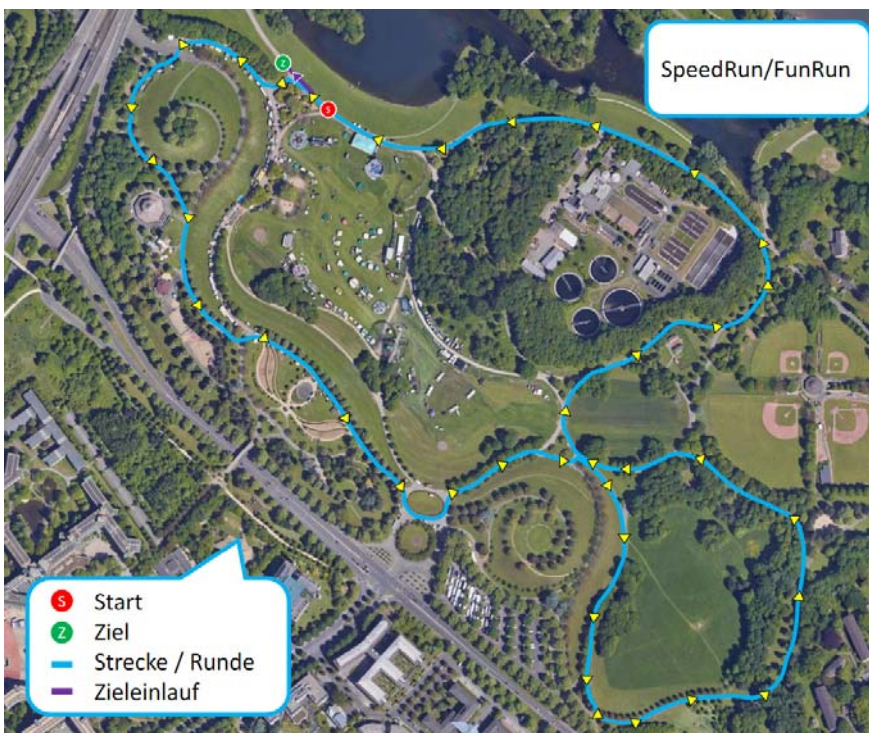 Z
S
SpeedRun/FunRun
S Start
Z Ziel
Strecke / Runde
Zieleinlauf